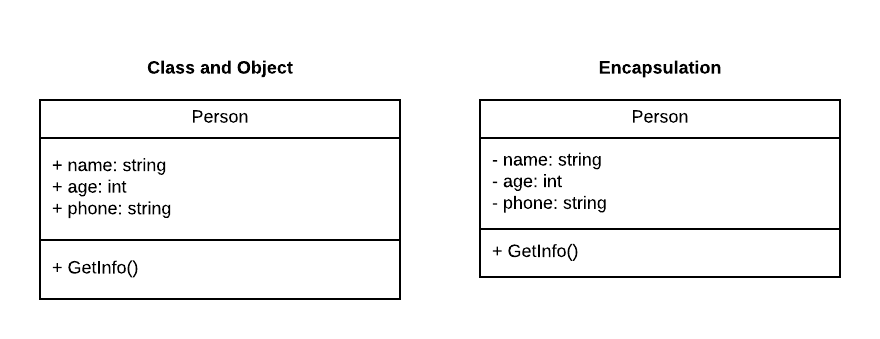 Class and Object
Person
+ name: string
+ age: int
+ phone: string
+ GetInfo()
Encapsulation
Person
- name: string
- age: int
- phone: string
+ GetInfo()